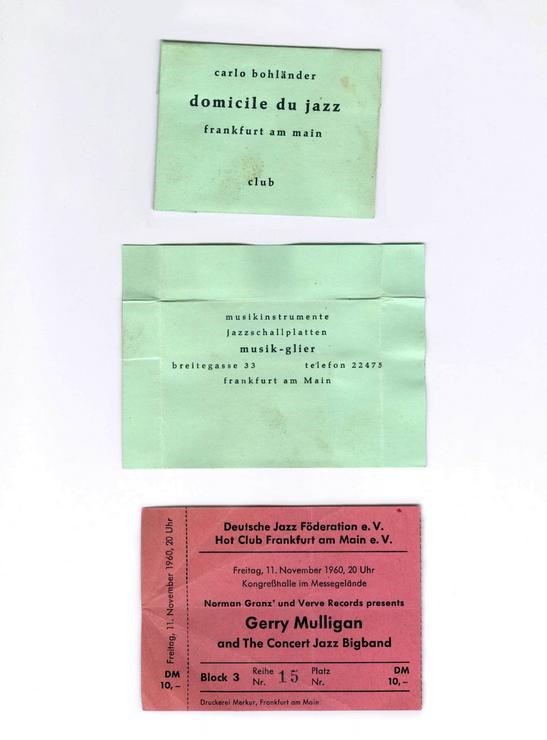 carlo bohländer
domicile du jazz
frankfurt am main
club
musikinstrumente
jazzschallplatten
musik-glier
breitegasse 33 telefon 22475
frankfurt am Main
Freitag, 11. November 1960, 20 Uhr
DM
10,–
Deutsche Jazz Föderation e. V.
Hot Club Frankfurt am Main e. V.
Freitag, 11. November 1960, 20 Uhr
Kongreßhalle im Messegelände
Norman Granz' und Verve Records presents
Gerry Mulligan
and The Concert Jazz Bigband
Block 3 Reihe Nr. 15 Platz Nr.
DM
10,–
Druckerei Merkur, Frankfurt am Main